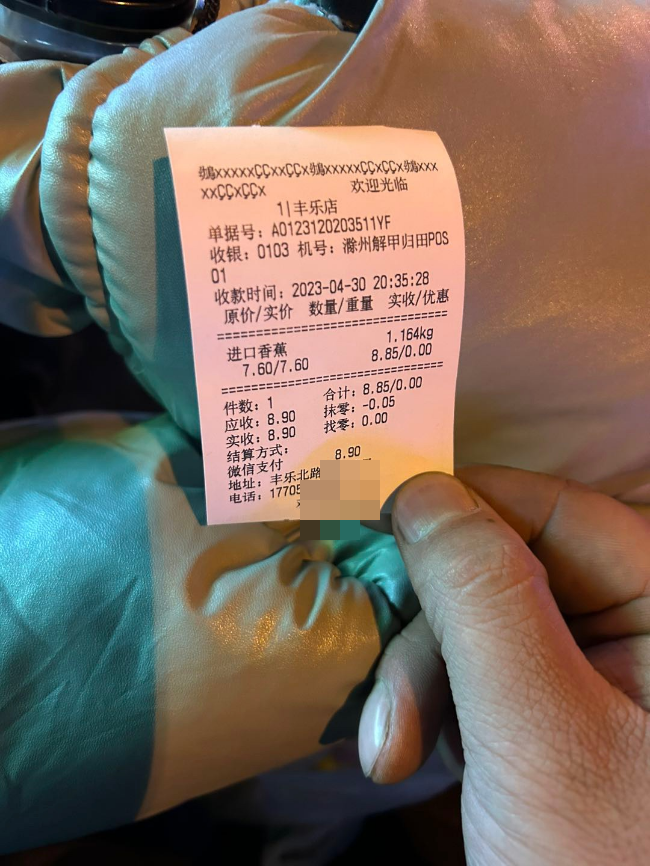 欢迎光临
1|丰乐店
单据号: A0123120203511YF
收银: 0103 机号: 滁州解甲归田POS
01
收款时间: 2023-04-30 20:35:28
原价/实价 数量/重量 实收/优惠
================================
进口香蕉 1.164kg
7.60/7.60 8.85/0.00
================================
件数: 1 合计: 8.85/0.00
应收: 8.90 抹零: -0.05
实收: 8.90 找零: 0.00
结算方式:
微信支付 8.90
地址: 丰乐北路
电话: 17705